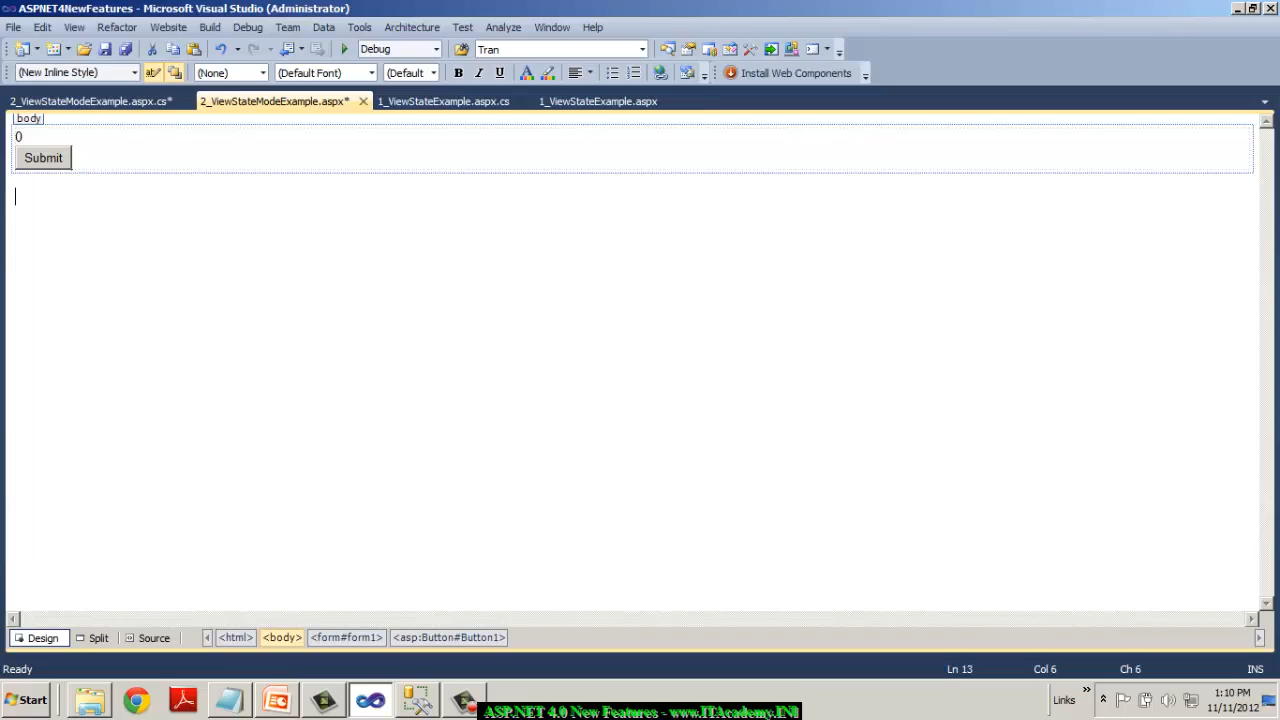 ASPNET4NewFeatures - Microsoft Visual Studio (Administrator)
File Edit View Refactor Website Build Debug Team Data Tools Architecture Test Analyze Window Help
Debug Tran
(New Inline Style) (None) (Default Font) (Default B I U A Install Web Components
2_ViewStateModeExample.aspx.cs* 2_ViewStateModeExample.aspx* 1_ViewStateExample.aspx.cs 1_ViewStateExample.aspx
body
()
Submit
Design Split Source <html> <body> <form#form1> <asp:Button#Button1>
Ready Ln 13 Col 6 Ch 6 INS
Start Links 1:10 PM
11/11/2012
ASP.NET 4.0 New Features - www.ITAcademy.INI